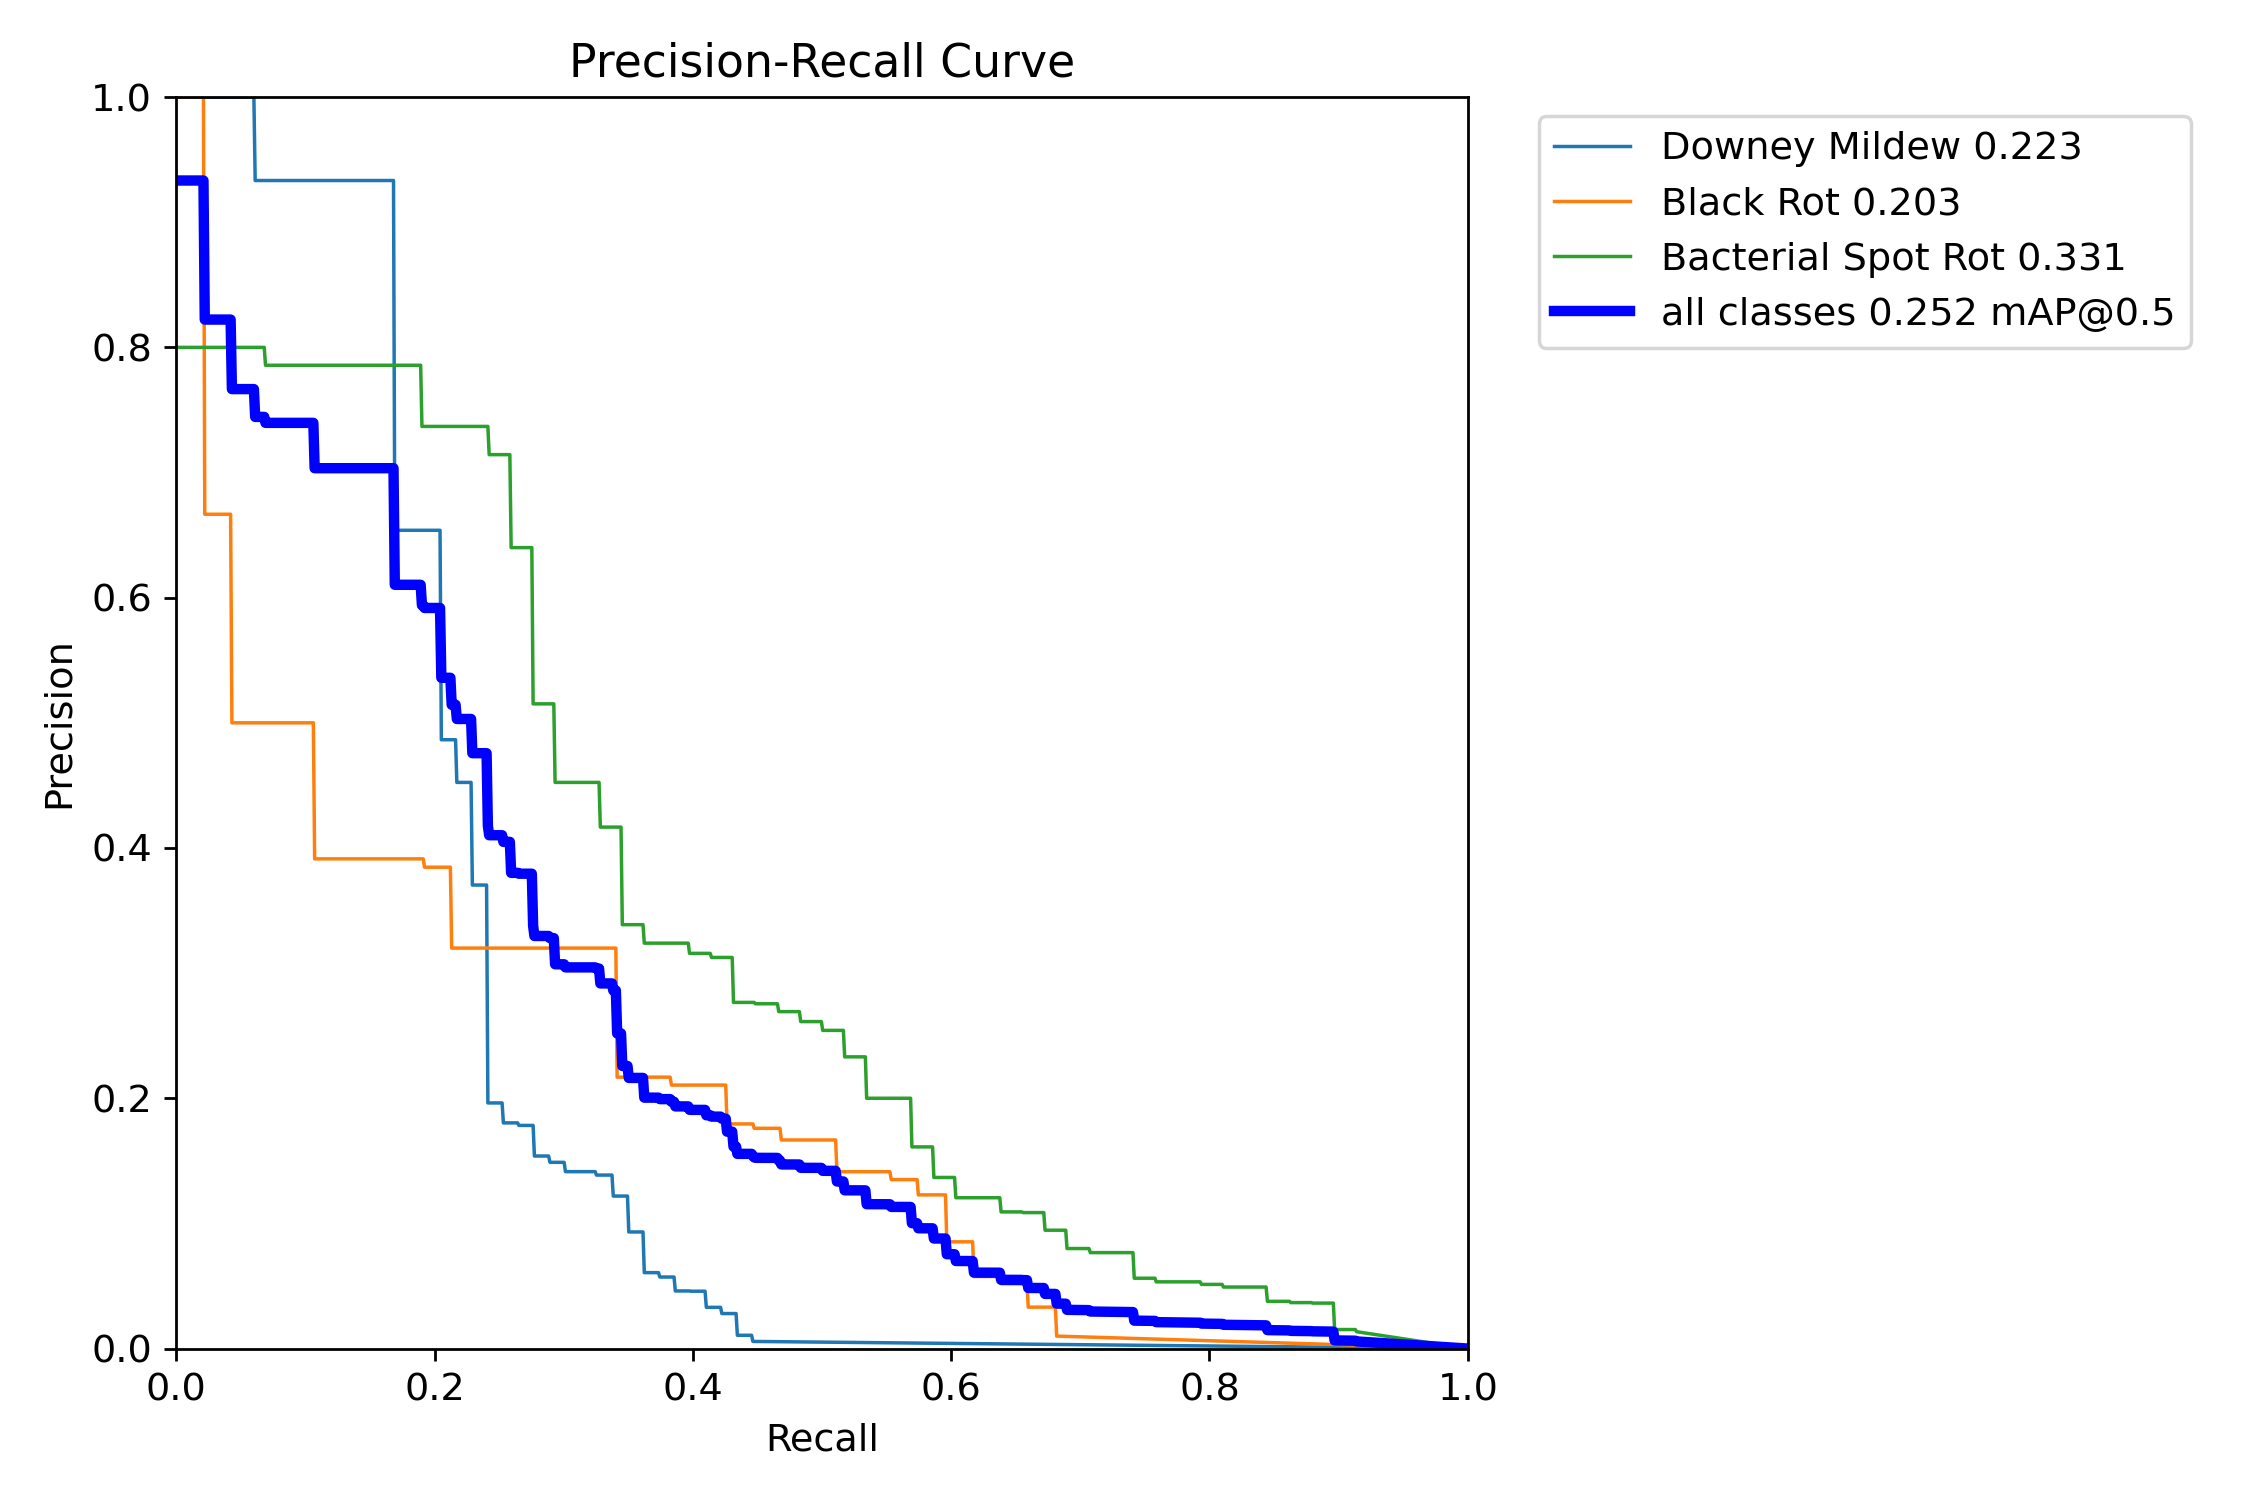 Precision-Recall Curve
1.0
0.8
0.6
0.4
0.2
0.0
Precision
0.0 0.2 0.4 0.6 0.8 1.0
Recall
Downey Mildew 0.223
Black Rot 0.203
Bacterial Spot Rot 0.331
all classes 0.252 mAP@0.5